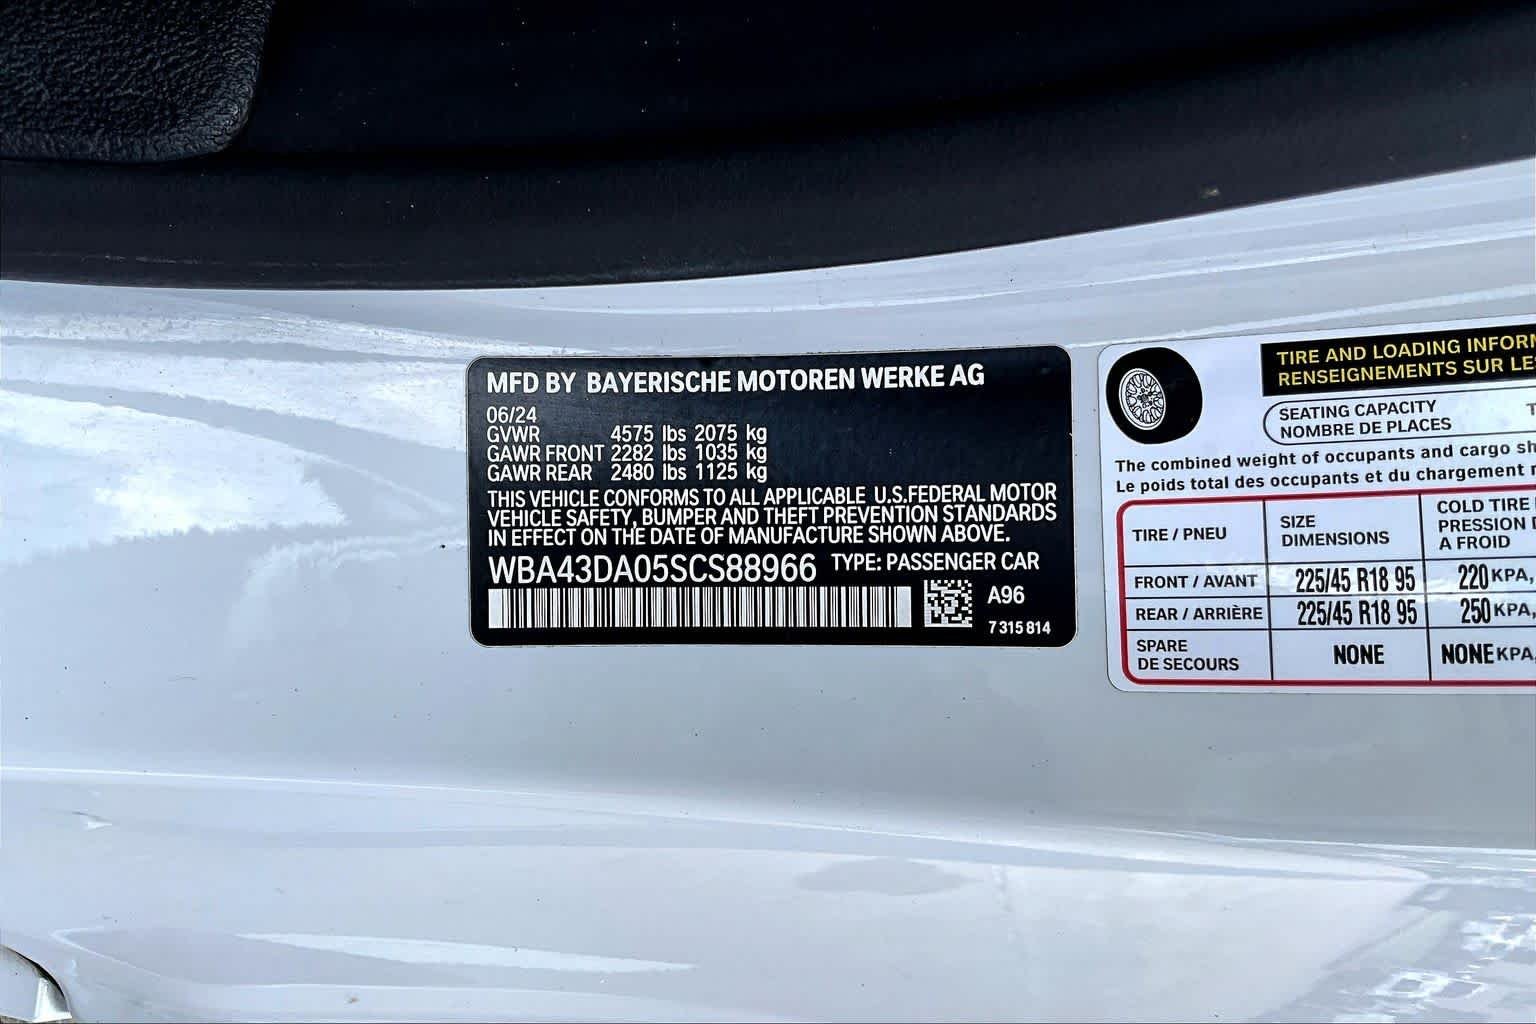 MFD BY BAYERISCHE MOTOREN WERKE AG
06/24
GVWR 4575 lbs 2075 kg
GAWR FRONT 2282 lbs 1035 kg
GAWR REAR 2480 lbs 1125 kg
THIS VEHICLE CONFORMS TO ALL APPLICABLE U.S.FEDERAL MOTOR
VEHICLE SAFETY, BUMPER AND THEFT PREVENTION STANDARDS
IN EFFECT ON THE DATE OF MANUFACTURE SHOWN ABOVE.
WBA43DA05SCS88966 TYPE: PASSENGER CAR
A96
7 315 814
TIRE AND LOADING INFORM
RENSEIGNEMENTS SUR LE
SEATING CAPACITY T
NOMBRE DE PLACES
The combined weight of occupants and cargo sh
Le poids total des occupants et du chargement
TIRE / PNEU
SIZE
DIMENSIONS
COLD TIRE
PRESSION D
A FROID
FRONT / AVANT 225/45 R18 95 220 KPA,
REAR / ARRIÈRE 225/45 R18 95 250 KPA,
SPARE
DE SECOURS
NONE NONE KPA,